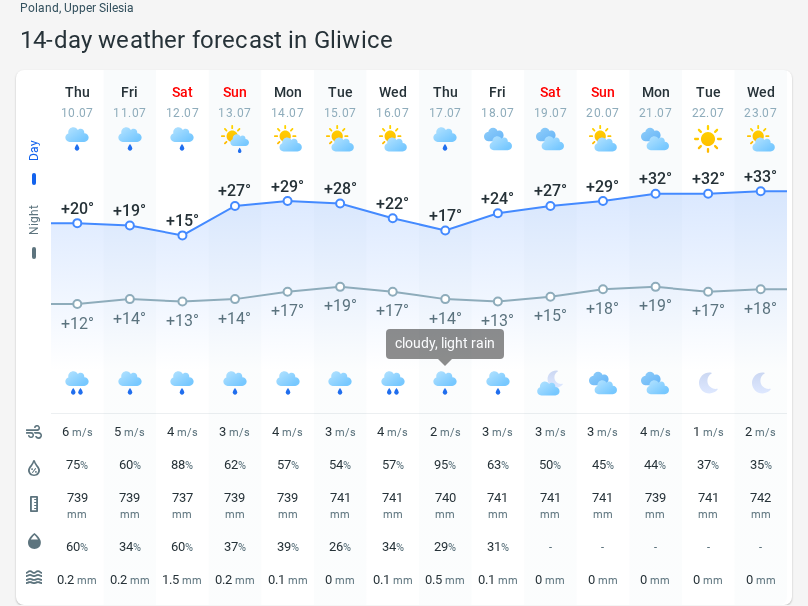 Poland, Upper Silesia
14-day weather forecast in Gliwice
Thu Fri Sat Sun Mon Tue Wed Thu Fri Sat Sun Mon Tue Wed
10.07 11.07 12.07 13.07 14.07 15.07 16.07 17.07 18.07 19.07 20.07 21.07 22.07 23.07
Day
+20° +19° +15° +27° +29° +28° +22° +17° +24° +27° +29° +32° +32° +33°
Night
+12° +14° +13° +14° +17° +19° +17° +14° +13° +15° +18° +19° +17° +18°
cloudy, light rain
6 m/s 5 m/s 4 m/s 3 m/s 4 m/s 3 m/s 4 m/s 2 m/s 3 m/s 3 m/s 3 m/s 4 m/s 1 m/s 2 m/s
75% 60% 88% 62% 57% 54% 57% 95% 63% 50% 45% 44% 37% 35%
739 739 737 739 739 741 741 740 741 741 741 739 741 742
mm mm mm mm mm mm mm mm mm mm mm mm mm mm
60% 34% 60% 37% 39% 26% 34% 29% 31% - - - - -
0.2 mm 0.2 mm 1.5 mm 0.2 mm 0.1 mm 0 mm 0.1 mm 0.5 mm 0.1 mm 0 mm 0 mm 0 mm 0 mm 0 mm